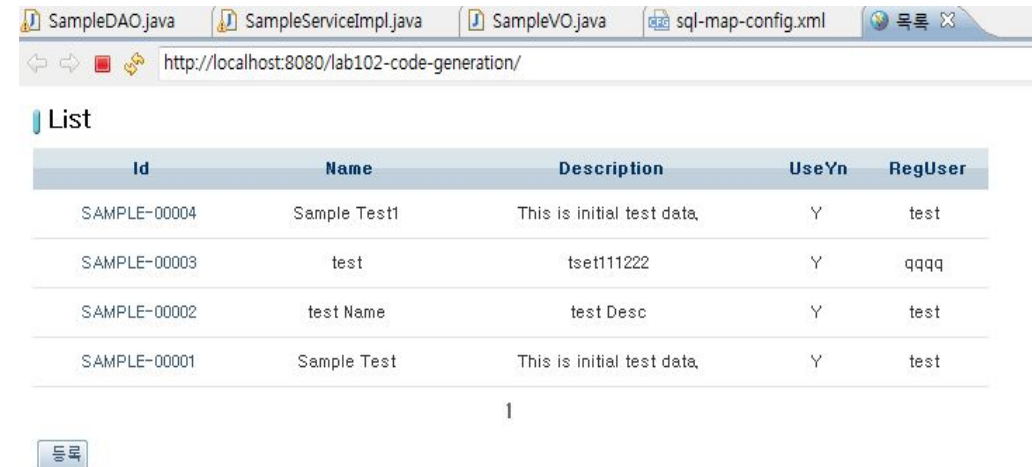 SampleDAO.java SampleServiceImpl.java SampleVO.java sql-map-config.xml 목록
http://localhost:8080/lab102-code-generation/
List
Id Name Description UseYn RegUser
SAMPLE-00004 Sample Test1 This is initial test data, Y test
SAMPLE-00003 test tset111222 Y qqqq
SAMPLE-00002 test Name test Desc Y test
SAMPLE-00001 Sample Test This is initial test data, Y test
1
등록